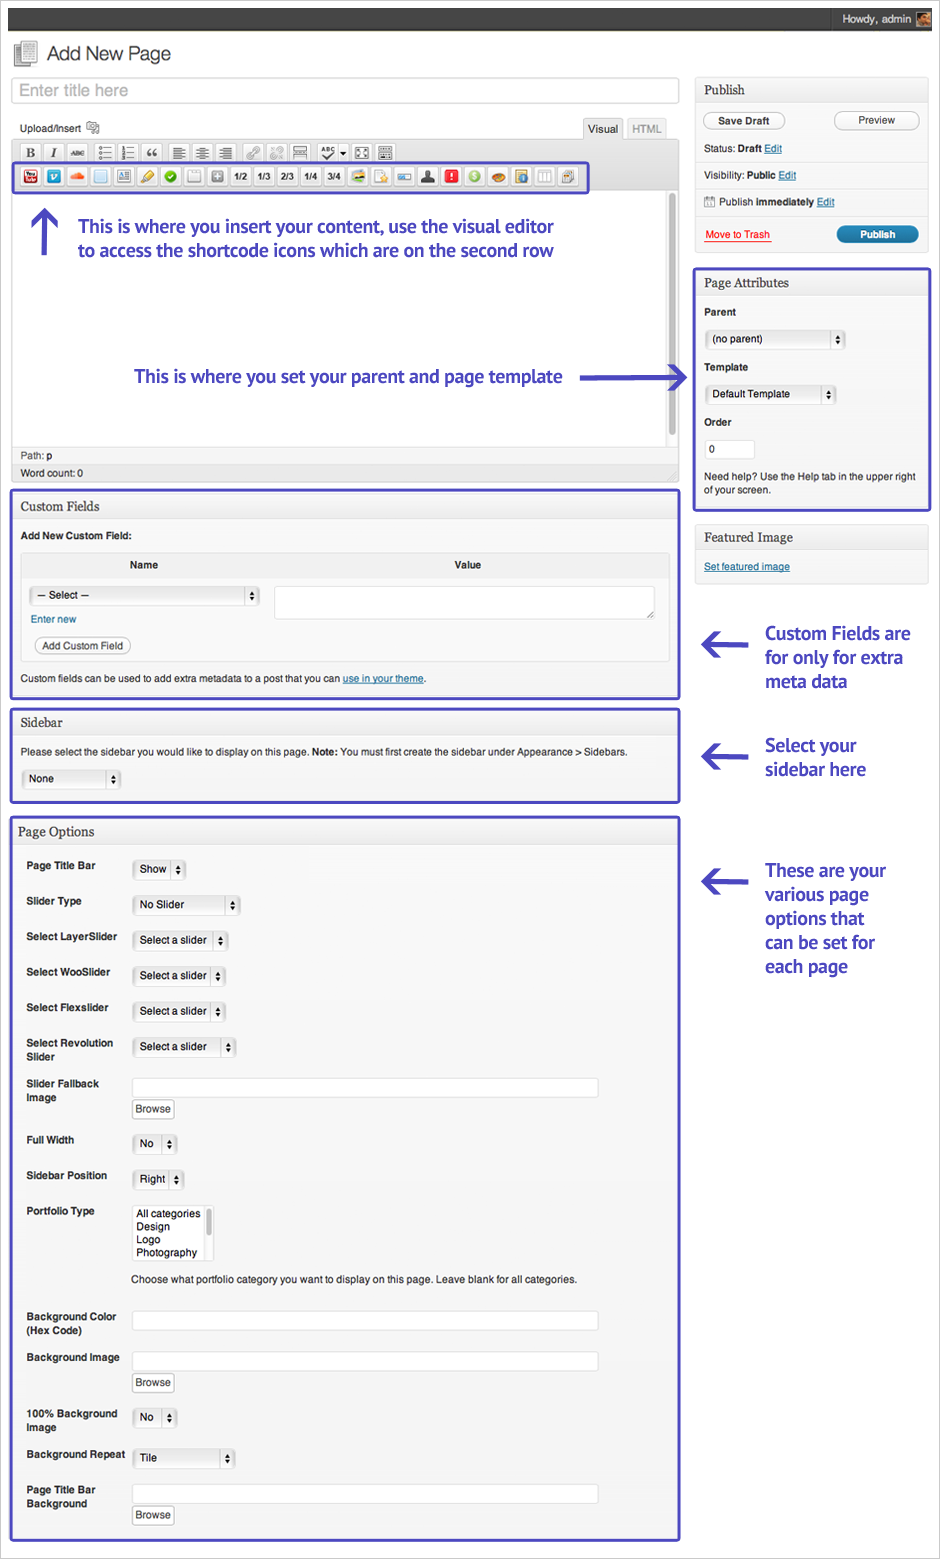 Howdy, admin
Add New Page
Enter title here
Upload/Insert
Visual
HTML
B I ABC ABC
You Tube 1/2 1/3 2/3 1/4 3/4
This is where you insert your content, use the visual editor
to access the shortcode icons which are on the second row
This is where you set your parent and page template
Path: p
Word count: 0
Publish
Save Draft
Preview
Status: Draft Edit
Visibility: Public Edit
Publish immediately Edit
Move to Trash
Publish
Page Attributes
Parent
(no parent)
Template
Default Template
Order
0
Need help? Use the Help tab in the upper right
of your screen.
Featured Image
Set featured image
Custom Fields
Add New Custom Field:
Name
Value
— Select —
Enter new
Add Custom Field
Custom fields can be used to add extra metadata to a post that you can use in your theme.
Custom Fields are
for only for extra
meta data
Sidebar
Please select the sidebar you would like to display on this page. Note: You must first create the sidebar under Appearance > Sidebars.
None
Select your
sidebar here
Page Options
Page Title Bar
Show
Slider Type
No Slider
Select LayerSlider
Select a slider
Select WooSlider
Select a slider
Select Flexslider
Select a slider
Select Revolution
Slider
Select a slider
Slider Fallback
Image
Browse
Full Width
No
Sidebar Position
Right
Portfolio Type
All categories
Design
Logo
Photography
Choose what portfolio category you want to display on this page. Leave blank for all categories.
Background Color
(Hex Code)
Background Image
Browse
100% Background
Image
No
Background Repeat
Tile
Page Title Bar
Background
Browse
These are your
various page
options that
can be set for
each page